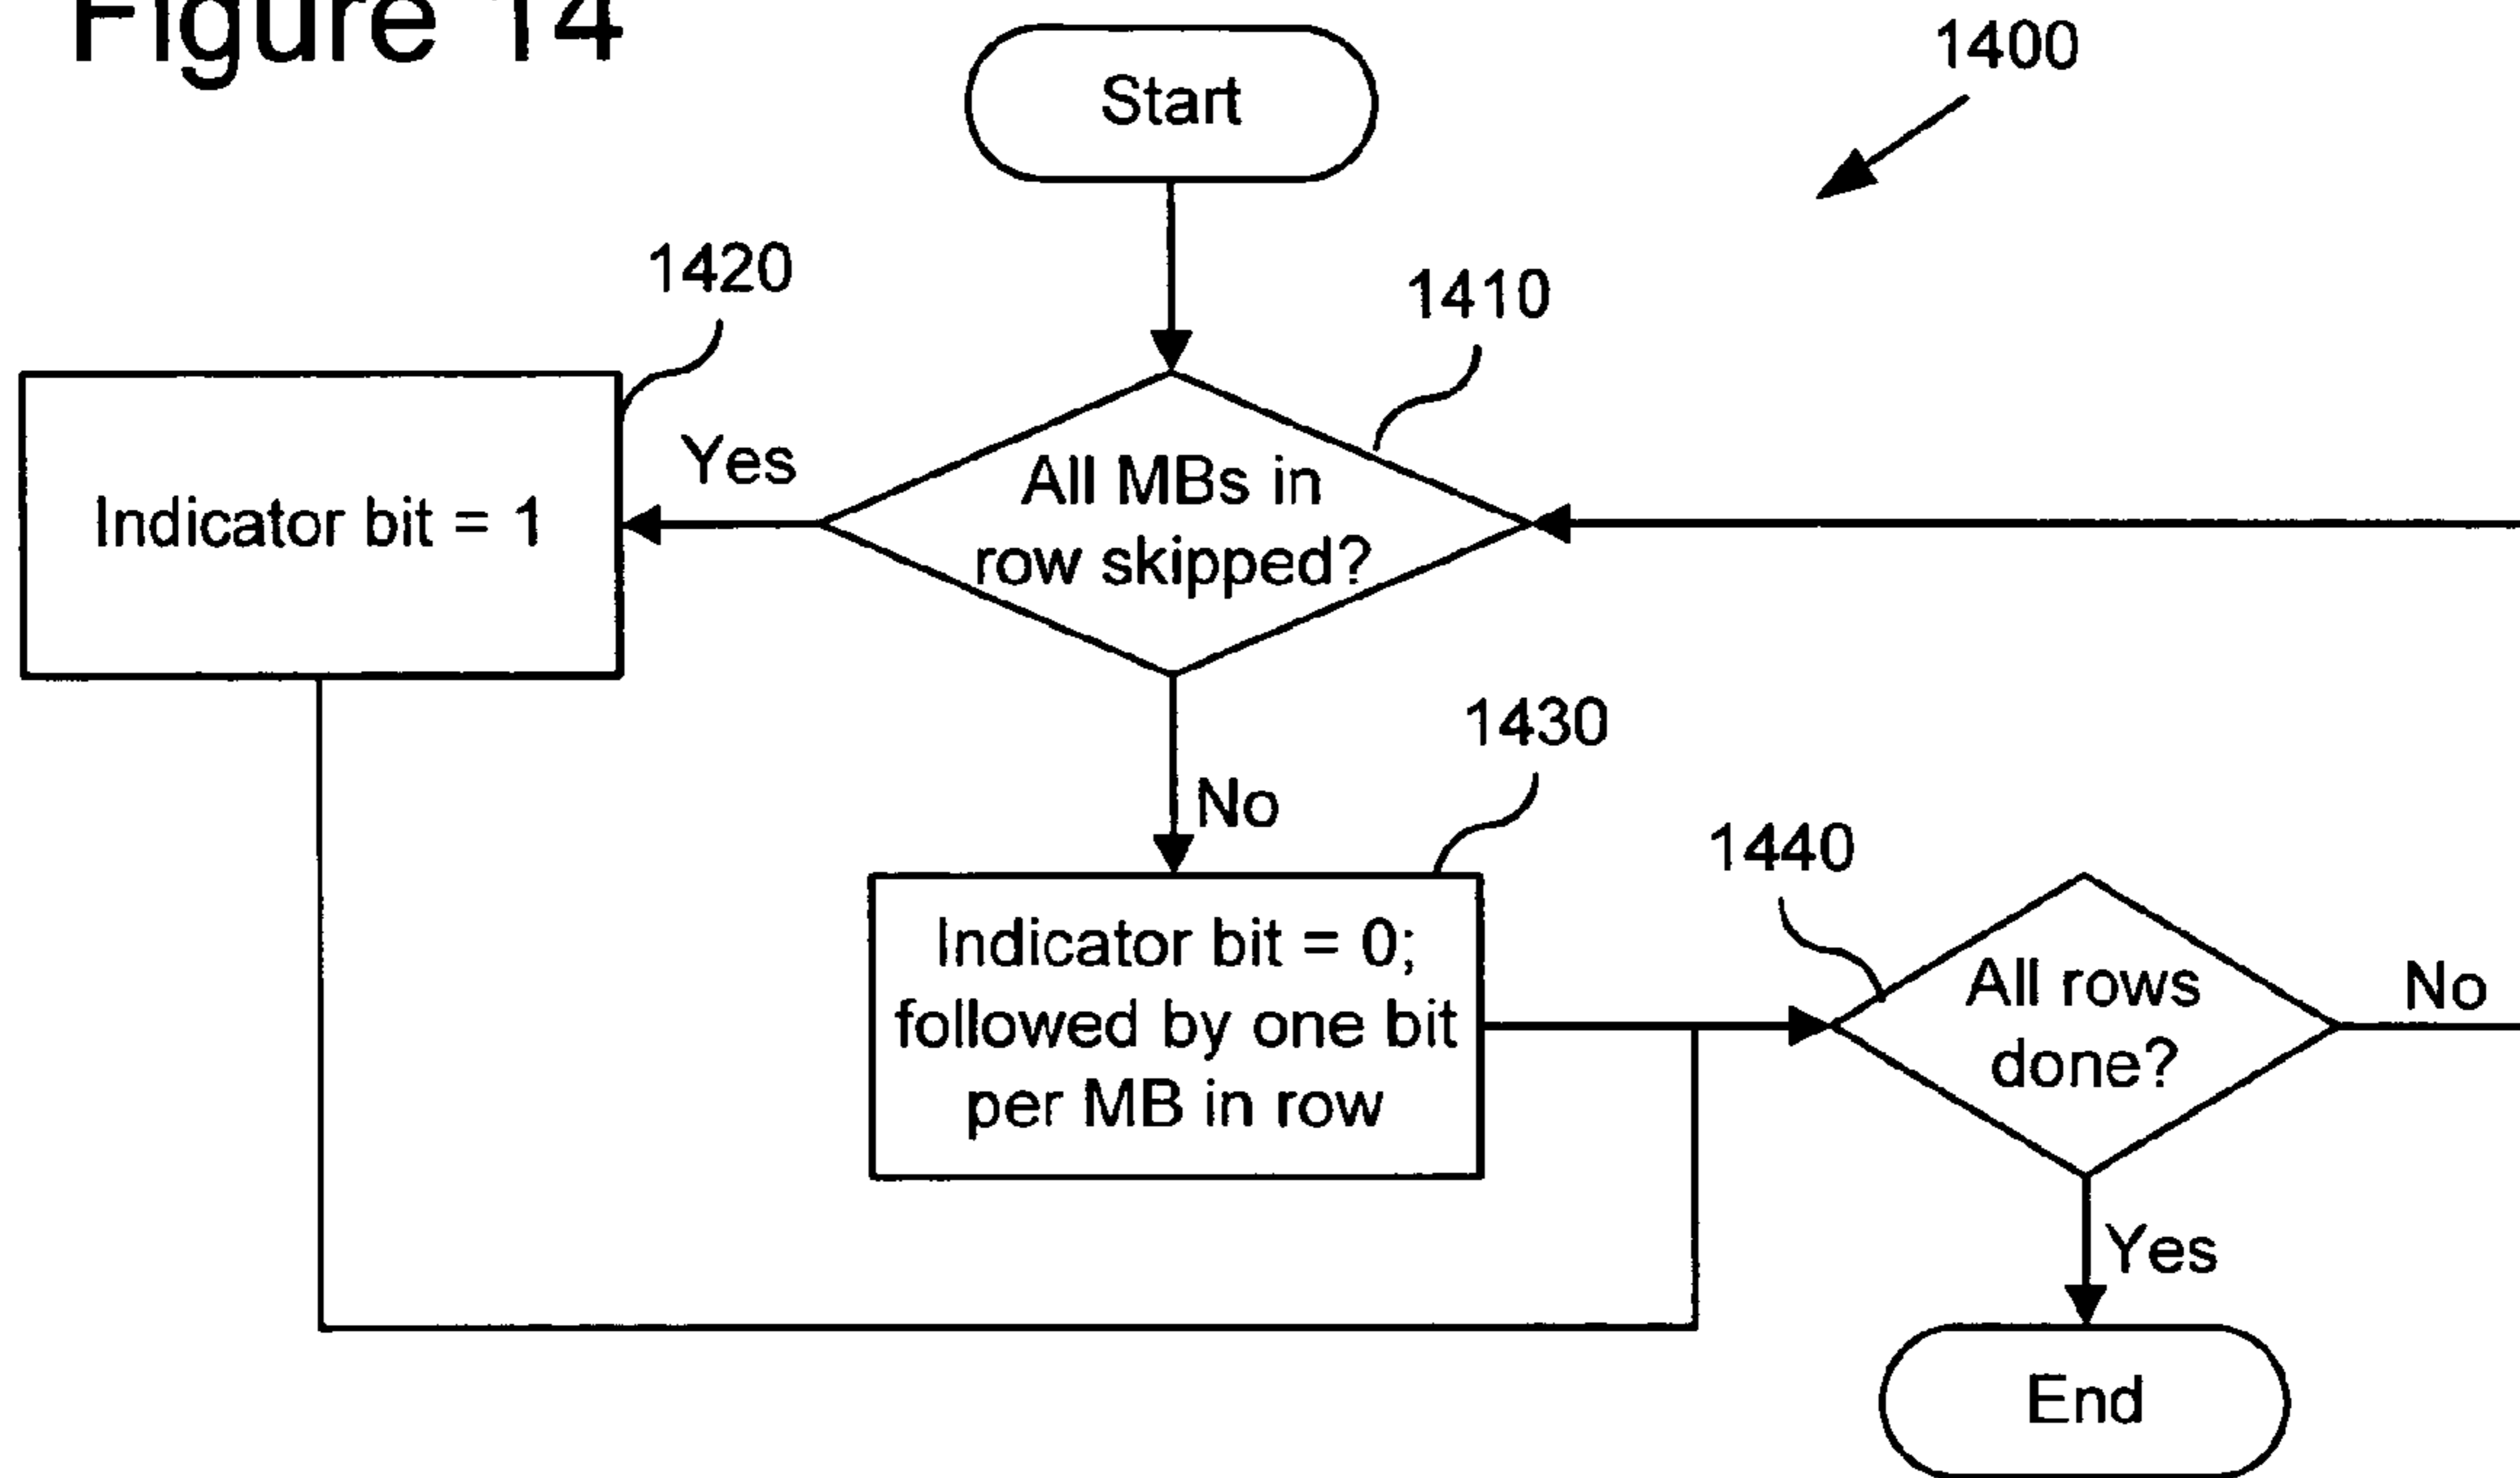 Figure 14
Start
1400
1420
1410
Yes
All MBs in
row skipped?
Indicator bit = 1
1430
No
1440
Indicator bit = 0;
followed by one bit
per MB in row
All rows
done?
No
Yes
End